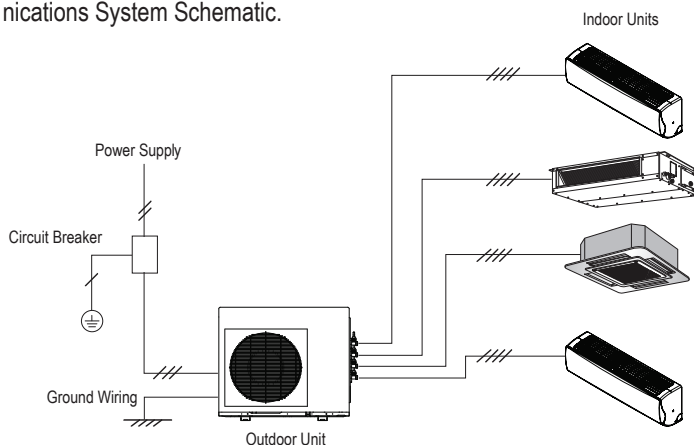 nications System Schematic.
Indoor Units
Power Supply
Circuit Breaker
Ground Wiring
Outdoor Unit